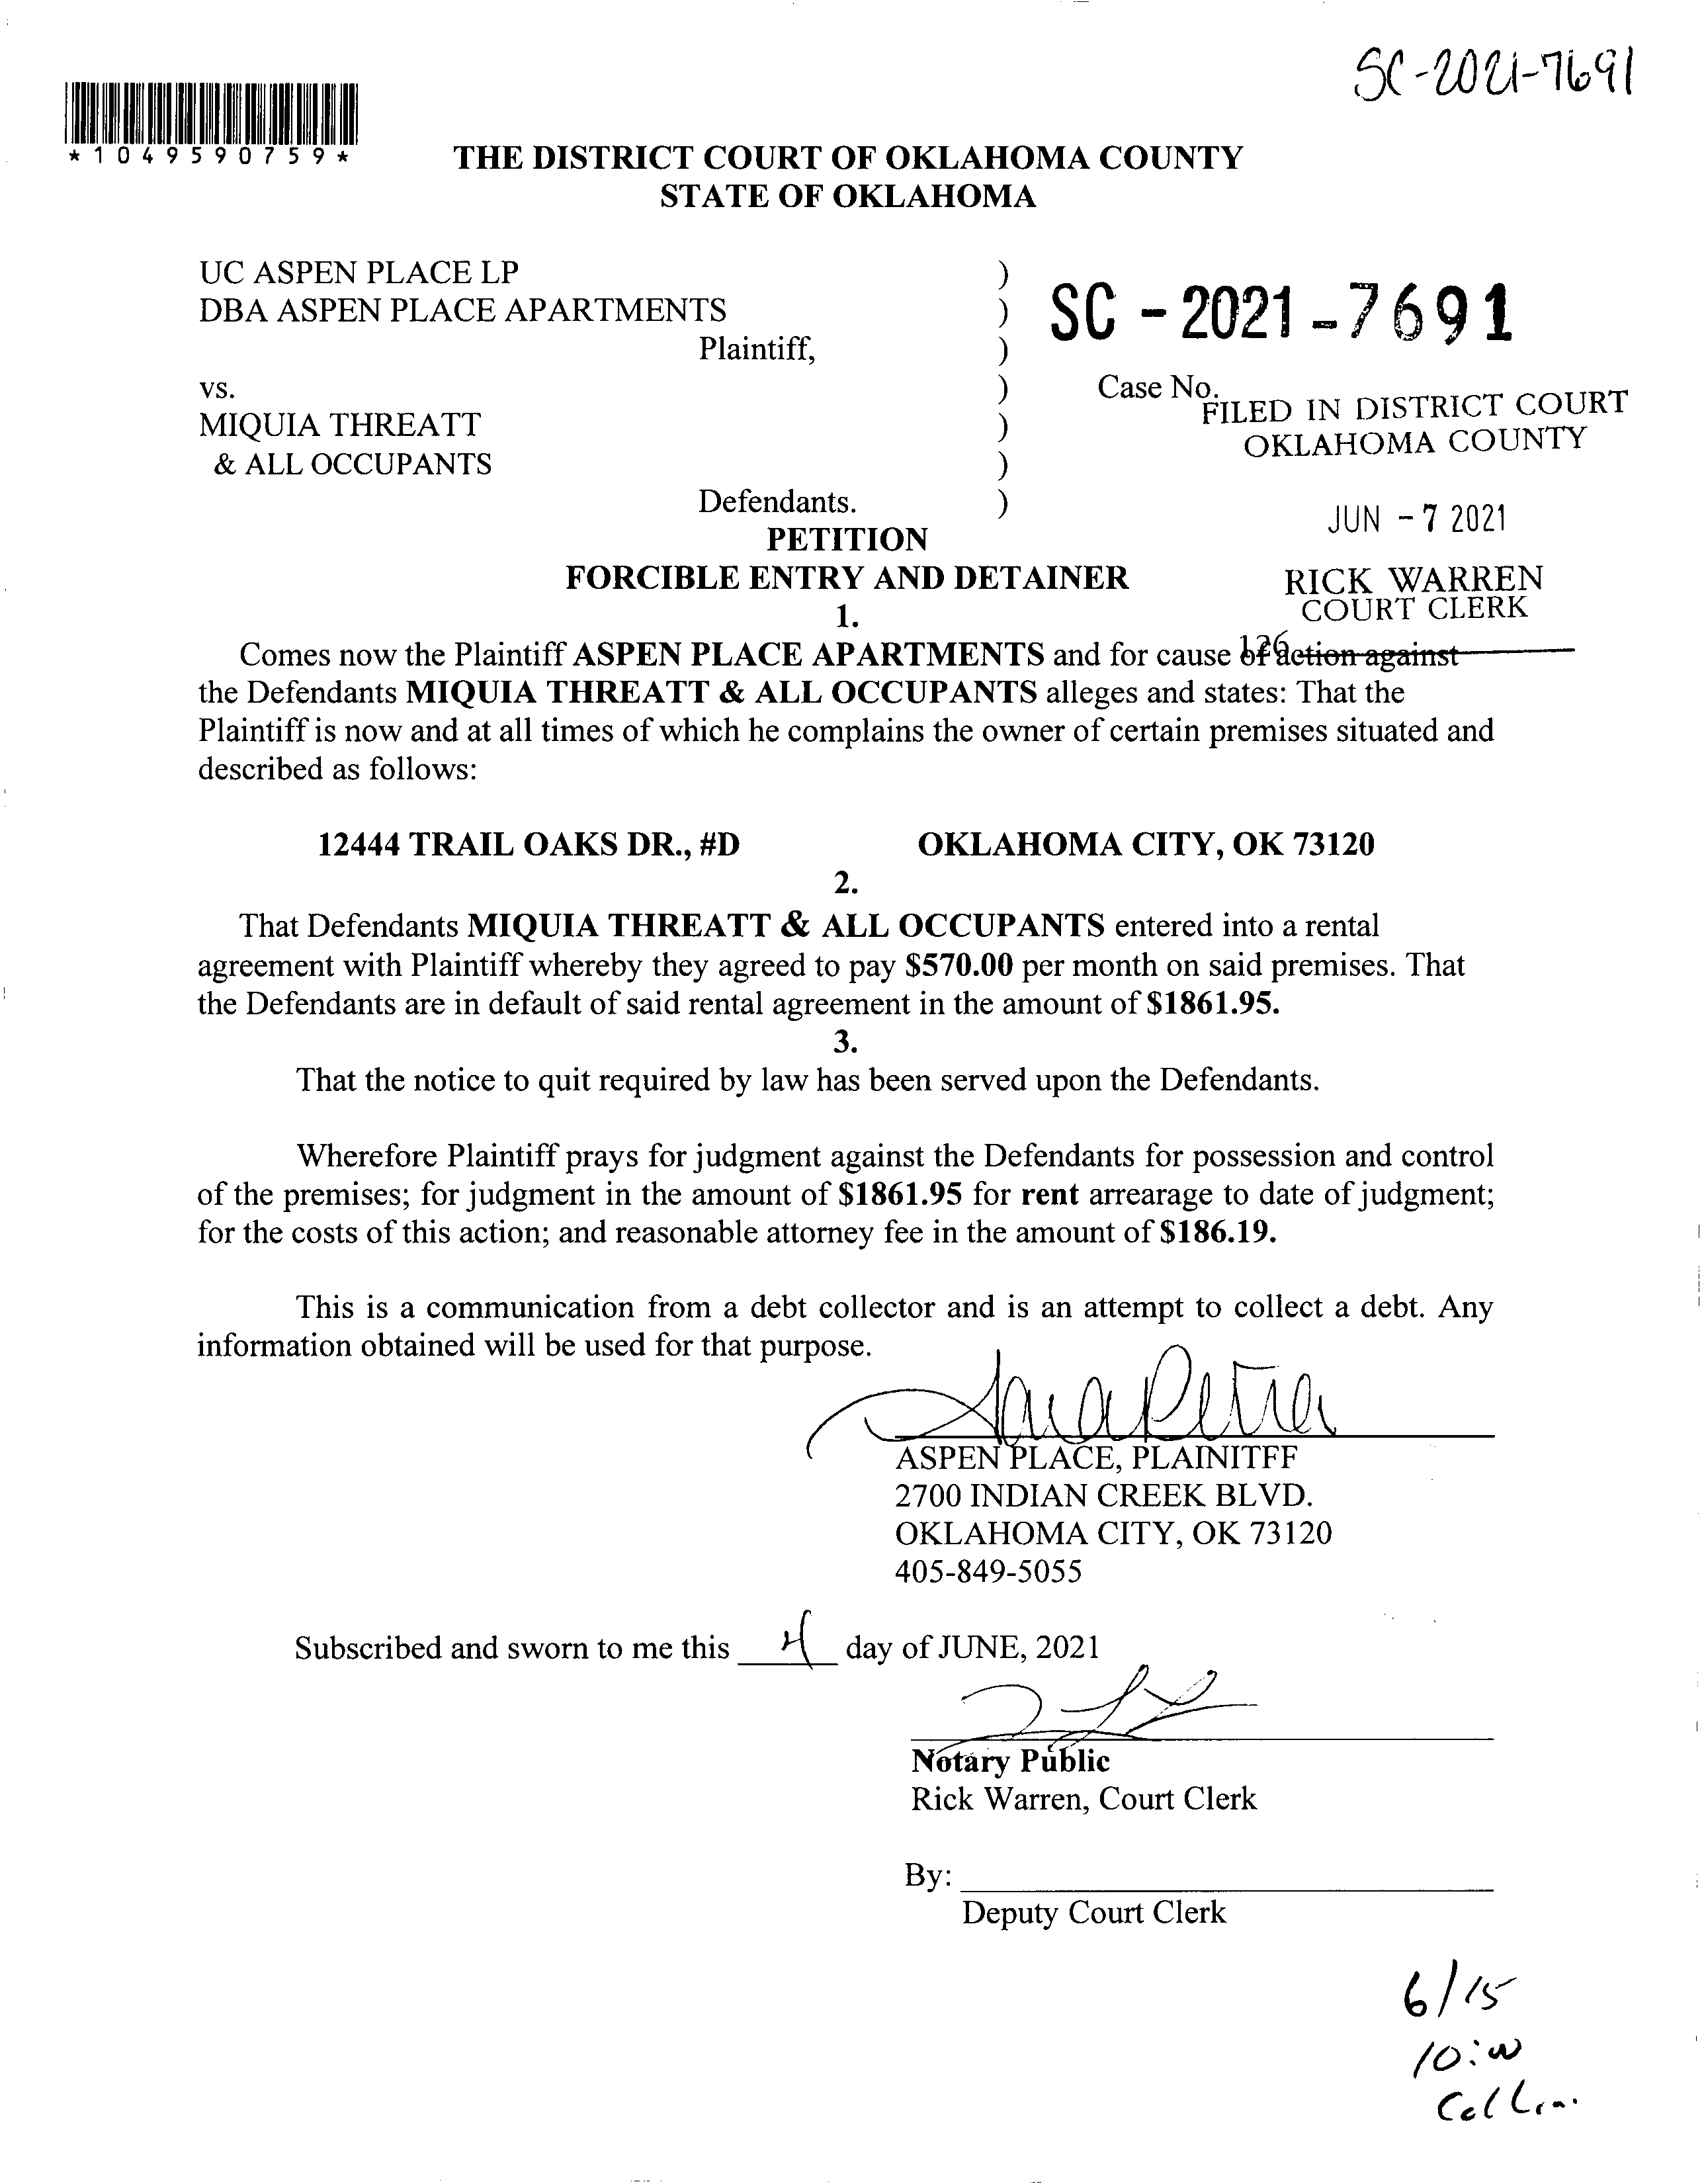 SC-2021-7691
*1049590759*
THE DISTRICT COURT OF OKLAHOMA COUNTY
STATE OF OKLAHOMA
UC ASPEN PLACE LP )
DBA ASPEN PLACE APARTMENTS )
SC - 2021 - 7691
Plaintiff, )
vs. ) Case No.
FILED IN DISTRICT COURT
MIQUIA THREATT )
OKLAHOMA COUNTY
& ALL OCCUPANTS )
Defendants. )
JUN - 7 2021
PETITION
FORCIBLE ENTRY AND DETAINER
RICK WARREN
COURT CLERK
1.
126
Comes now the Plaintiff ASPEN PLACE APARTMENTS and for cause of action against
the Defendants MIQUIA THREATT & ALL OCCUPANTS alleges and states: That the
Plaintiff is now and at all times of which he complains the owner of certain premises situated and
described as follows:
12444 TRAIL OAKS DR., #D OKLAHOMA CITY, OK 73120
2.
That Defendants MIQUIA THREATT & ALL OCCUPANTS entered into a rental
agreement with Plaintiff whereby they agreed to pay $570.00 per month on said premises. That
the Defendants are in default of said rental agreement in the amount of $1861.95.
3.
That the notice to quit required by law has been served upon the Defendants.
Wherefore Plaintiff prays for judgment against the Defendants for possession and control
of the premises; for judgment in the amount of $1861.95 for rent arrearage to date of judgment;
for the costs of this action; and reasonable attorney fee in the amount of $186.19.
This is a communication from a debt collector and is an attempt to collect a debt. Any
information obtained will be used for that purpose.
ASPEN PLACE, PLAINITFF
2700 INDIAN CREEK BLVD.
OKLAHOMA CITY, OK 73120
405-849-5055
Subscribed and sworn to me this 4 day of JUNE, 2021
Notary Public
Rick Warren, Court Clerk
By:
Deputy Court Clerk
6/15